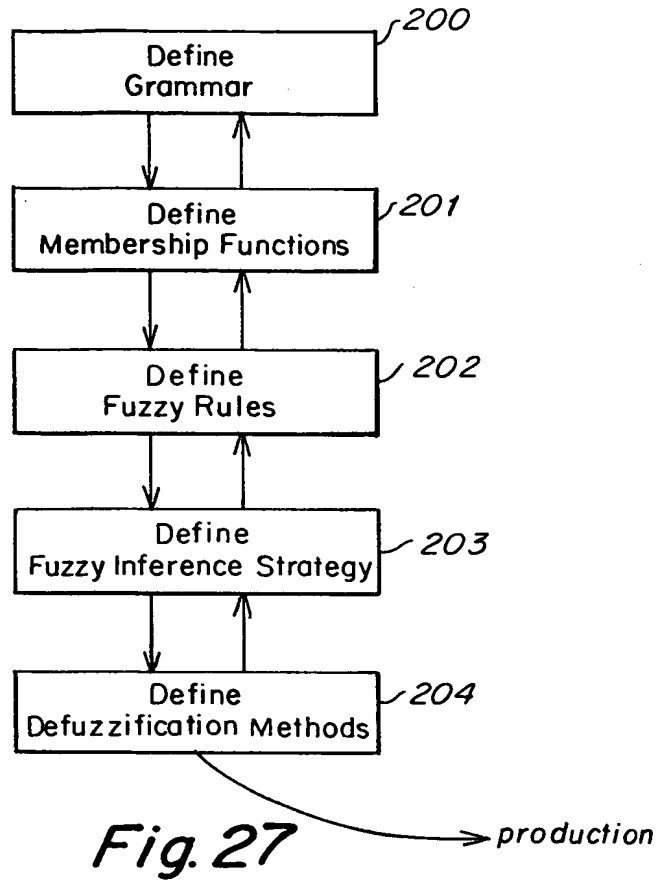 200
Define
Grammar
201
Define
Membership Functions
202
Define
Fuzzy Rules
203
Define
Fuzzy Inference Strategy
204
Define
Defuzzification Methods
production
Fig. 27